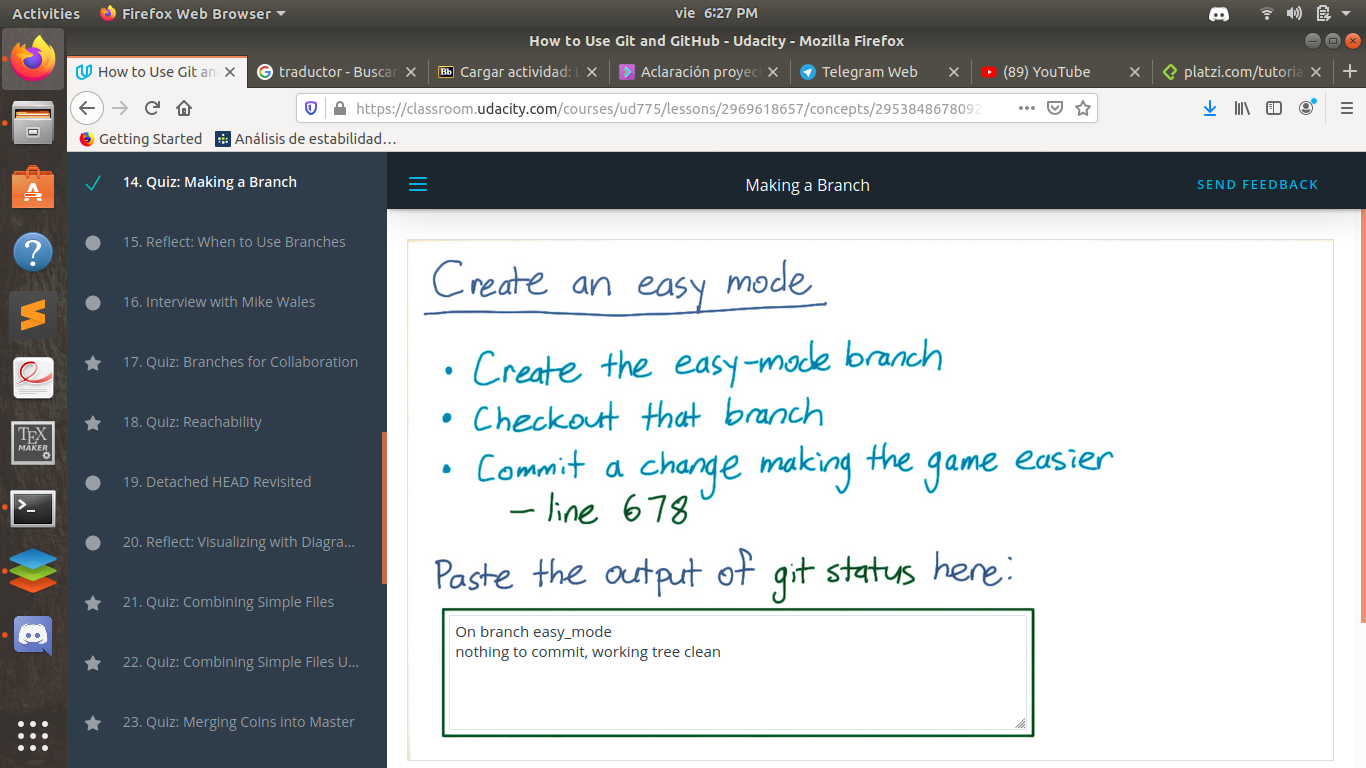 Activities
Firefox Web Browser
vie 6:27 PM
How to Use Git and GitHub - Udacity - Mozilla Firefox
How to Use Git an
traductor - Buscar
Bb
Cargar actividad:
Aclaración proyec
Telegram Web
(89) YouTube
platzi.com/tutoria
https://classroom.udacity.com/courses/ud775/lessons/2969618657/concepts/2953848678092
Getting Started
Análisis de estabilidad...
14. Quiz: Making a Branch
15. Reflect: When to Use Branches
16. Interview with Mike Wales
17. Quiz: Branches for Collaboration
18. Quiz: Reachability
19. Detached HEAD Revisited
20. Reflect: Visualizing with Diagra...
21. Quiz: Combining Simple Files
22. Quiz: Combining Simple Files U...
23. Quiz: Merging Coins into Master
TEX
MAKER
Making a Branch
SEND FEEDBACK
Create an easy mode
• Create the easy-mode branch
• Checkout that branch
• Commit a change making the game easier
– line 678
Paste the output of git status here:
On branch easy_mode
nothing to commit, working tree clean